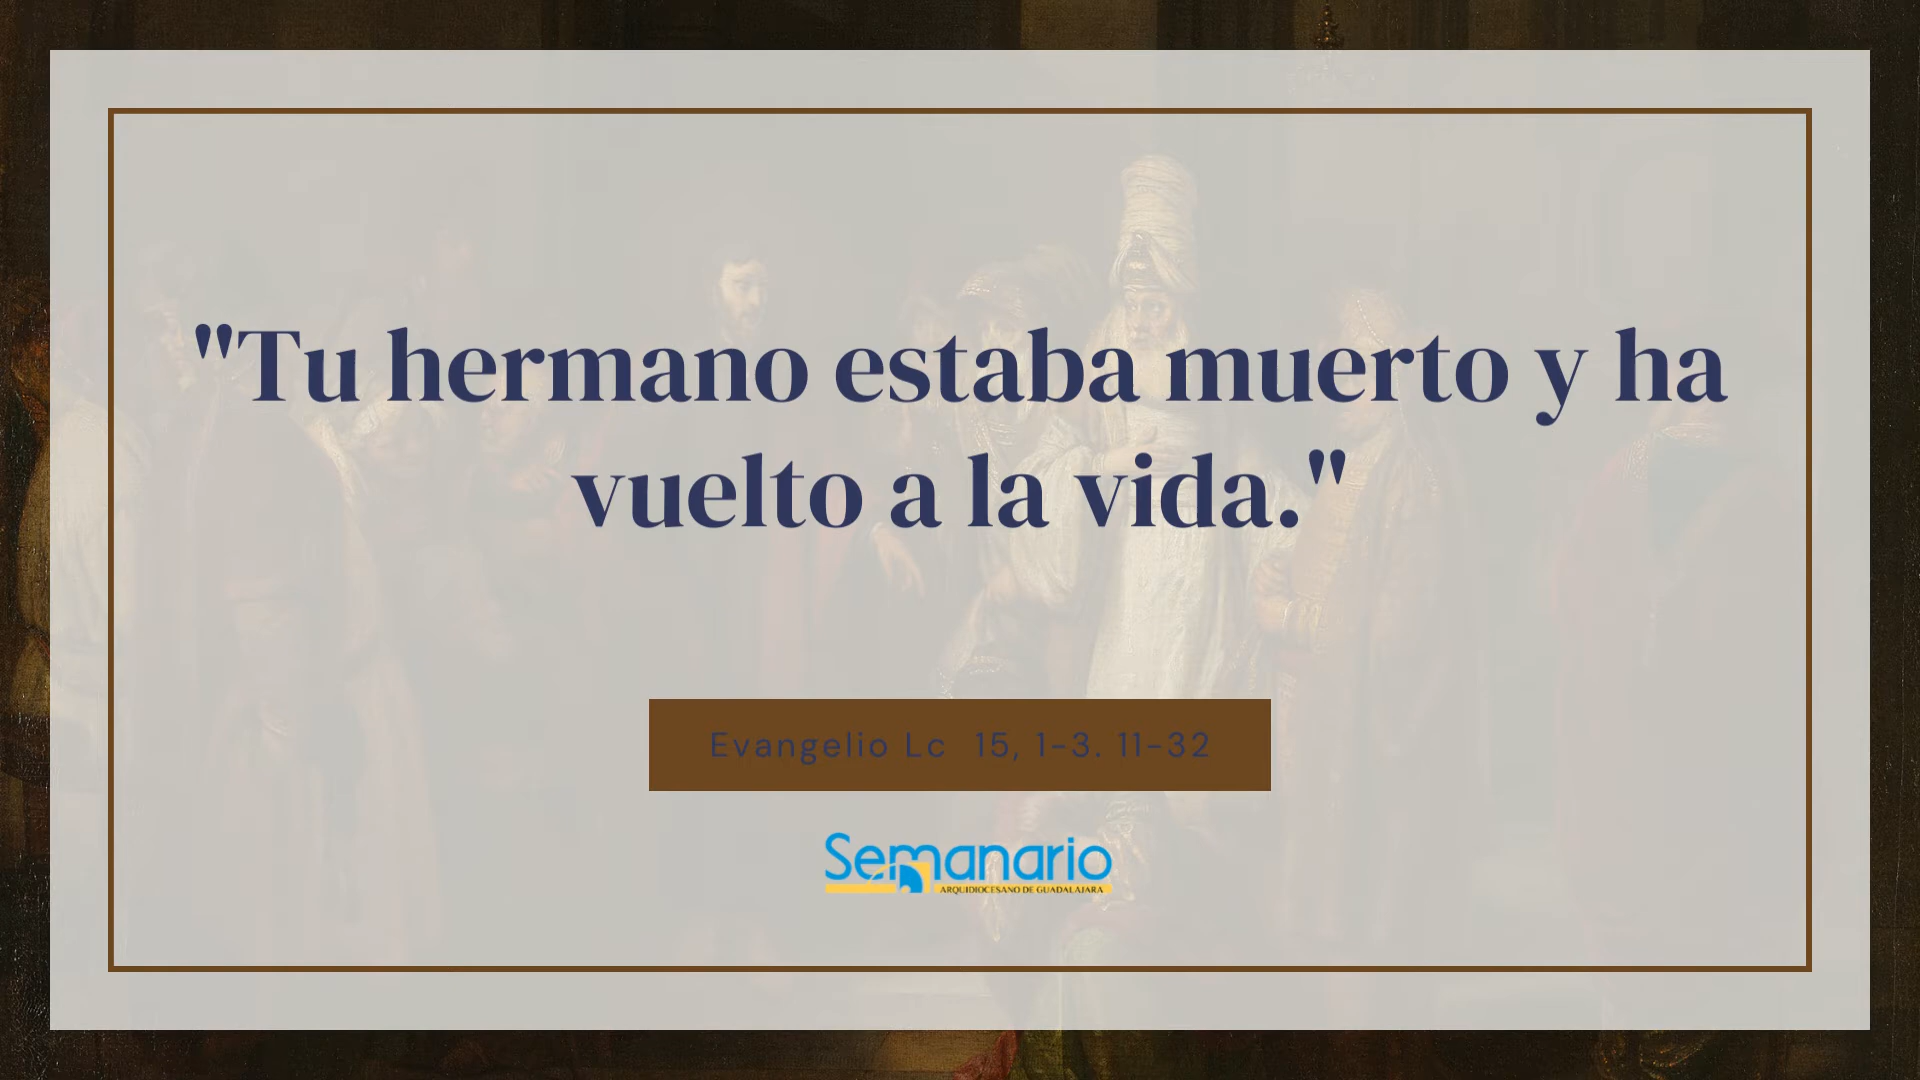 "Tu hermano estaba muerto y ha
vuelto a la vida."
Evangelio Lc 15, 1-3. 11-32
Semanario
ARQUIDIOCESANO DE GUADALAJARA